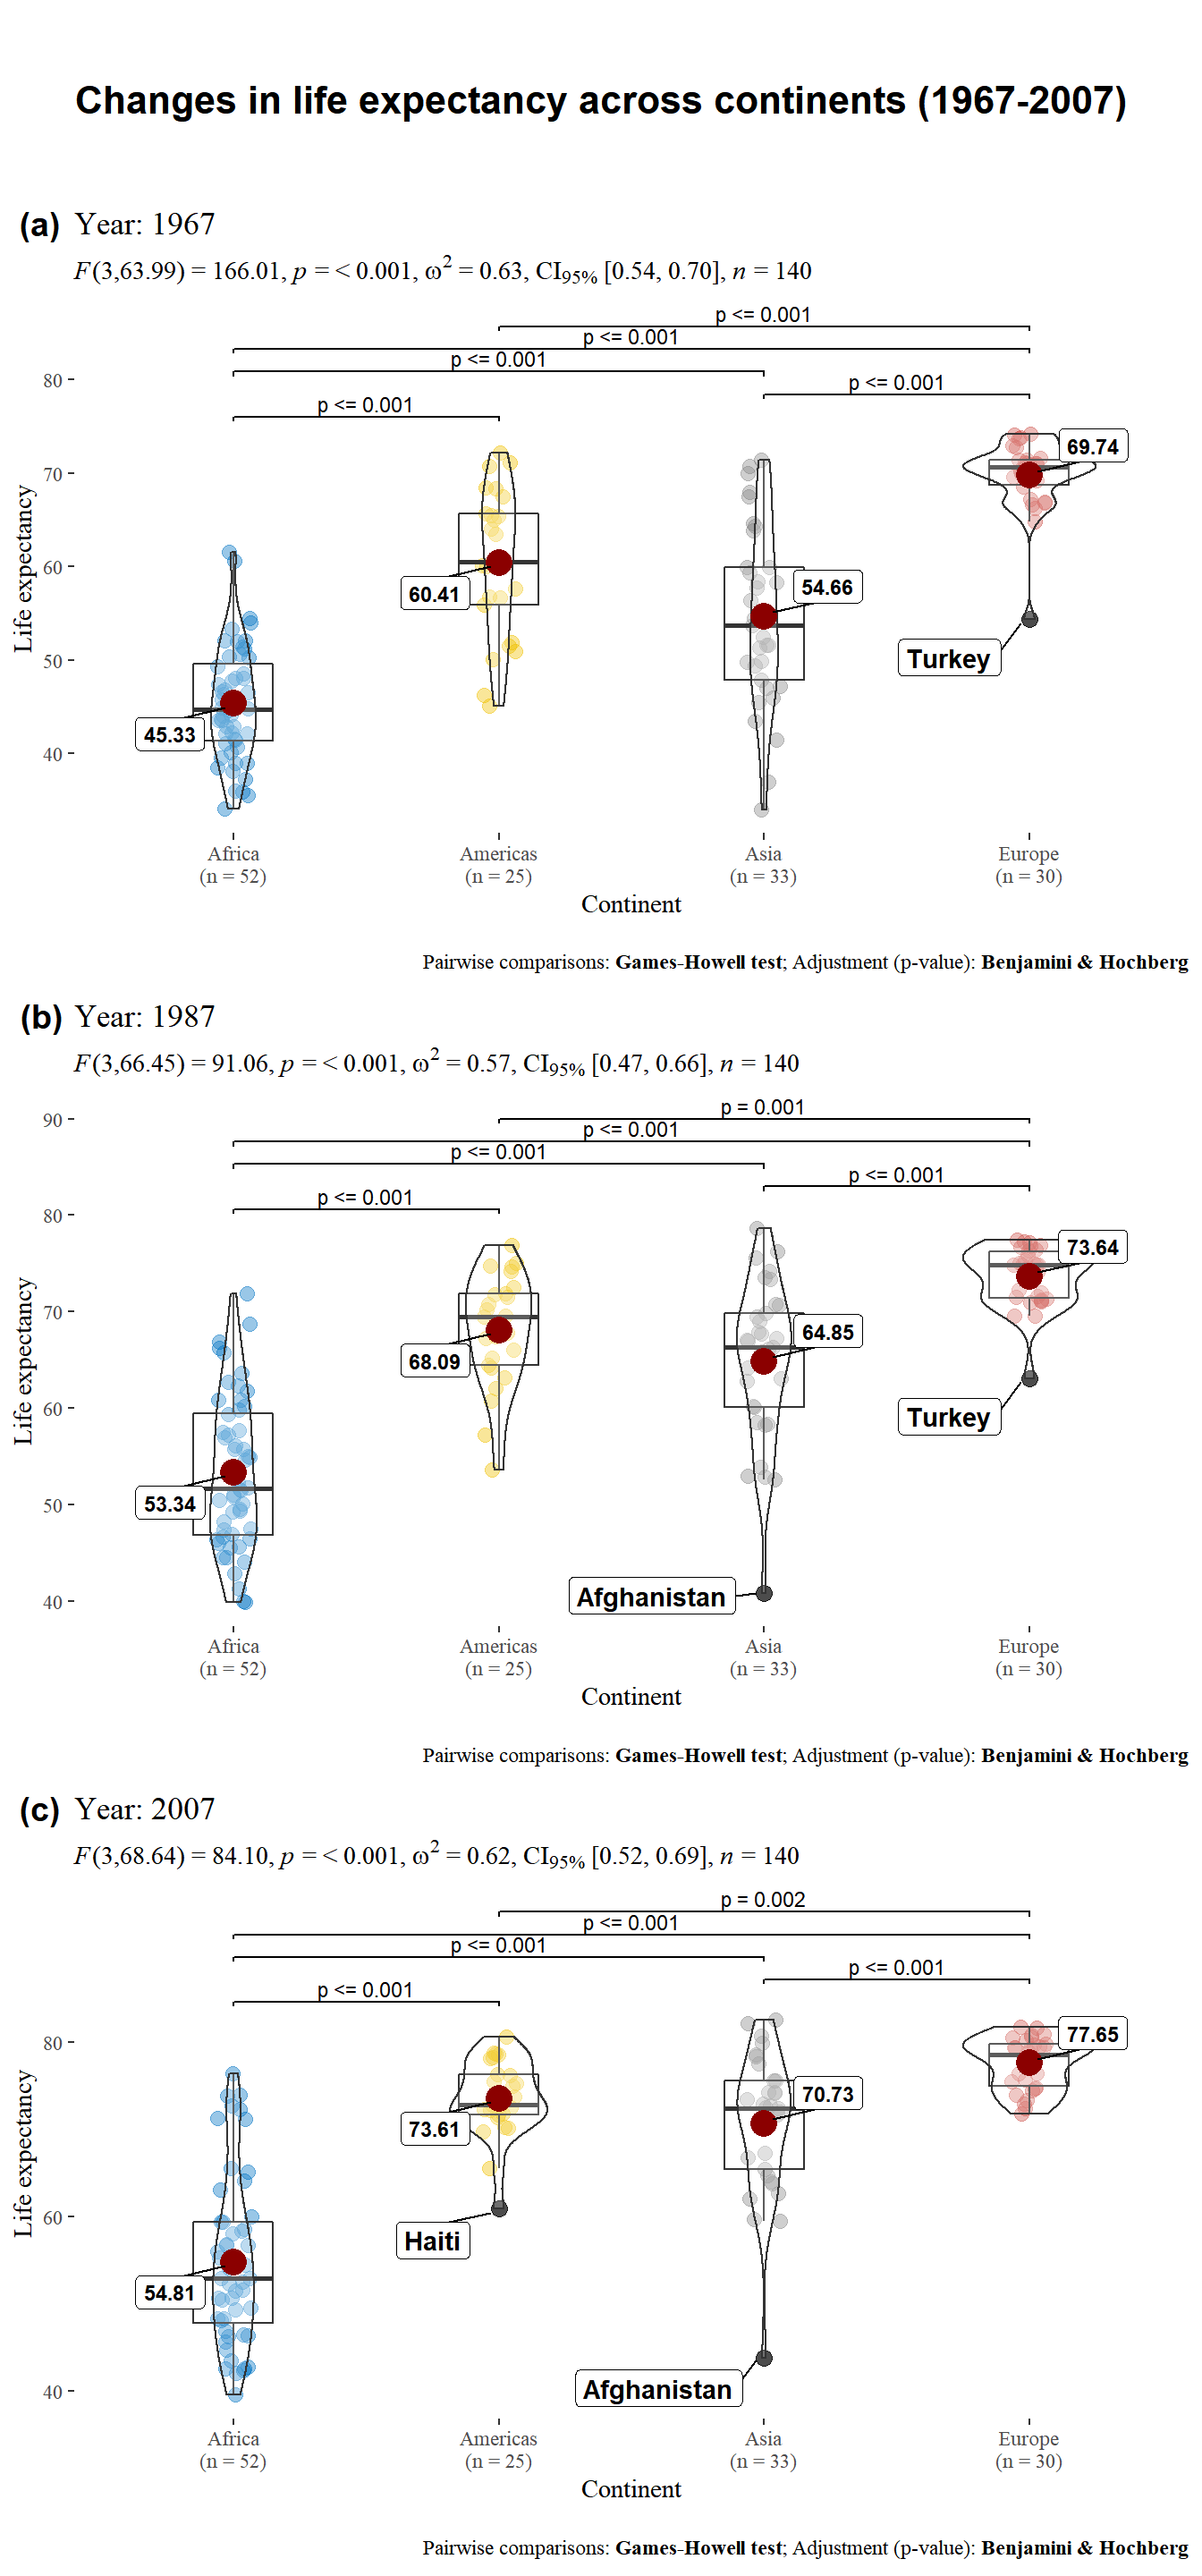 Changes in life expectancy across continents (1967-2007)
(a) Year: 1967
F(3,63.99) = 166.01, p = < 0.001, ω2 = 0.63, CI95% [0.54, 0.70], n = 140
p <= 0.001
p <= 0.001
p <= 0.001
p <= 0.001
p <= 0.001
80
70
60
50
40
Life expectancy
69.74
60.41
54.66
Turkey
45.33
Africa
(n = 52)
Americas
(n = 25)
Asia
(n = 33)
Europe
(n = 30)
Continent
Pairwise comparisons: Games-Howell test; Adjustment (p-value): Benjamini & Hochberg
(b) Year: 1987
F(3,66.45) = 91.06, p = < 0.001, ω2 = 0.57, CI95% [0.47, 0.66], n = 140
p = 0.001
p <= 0.001
p <= 0.001
p <= 0.001
p <= 0.001
90
80
70
60
50
40
Life expectancy
73.64
64.85
68.09
Turkey
53.34
Afghanistan
Africa
(n = 52)
Americas
(n = 25)
Asia
(n = 33)
Europe
(n = 30)
Continent
Pairwise comparisons: Games-Howell test; Adjustment (p-value): Benjamini & Hochberg
(c) Year: 2007
F(3,68.64) = 84.10, p = < 0.001, ω2 = 0.62, CI95% [0.52, 0.69], n = 140
p = 0.002
p <= 0.001
p <= 0.001
p <= 0.001
p <= 0.001
80
60
40
Life expectancy
77.65
70.73
73.61
Haiti
54.81
Afghanistan
Africa
(n = 52)
Americas
(n = 25)
Asia
(n = 33)
Europe
(n = 30)
Continent
Pairwise comparisons: Games-Howell test; Adjustment (p-value): Benjamini & Hochberg